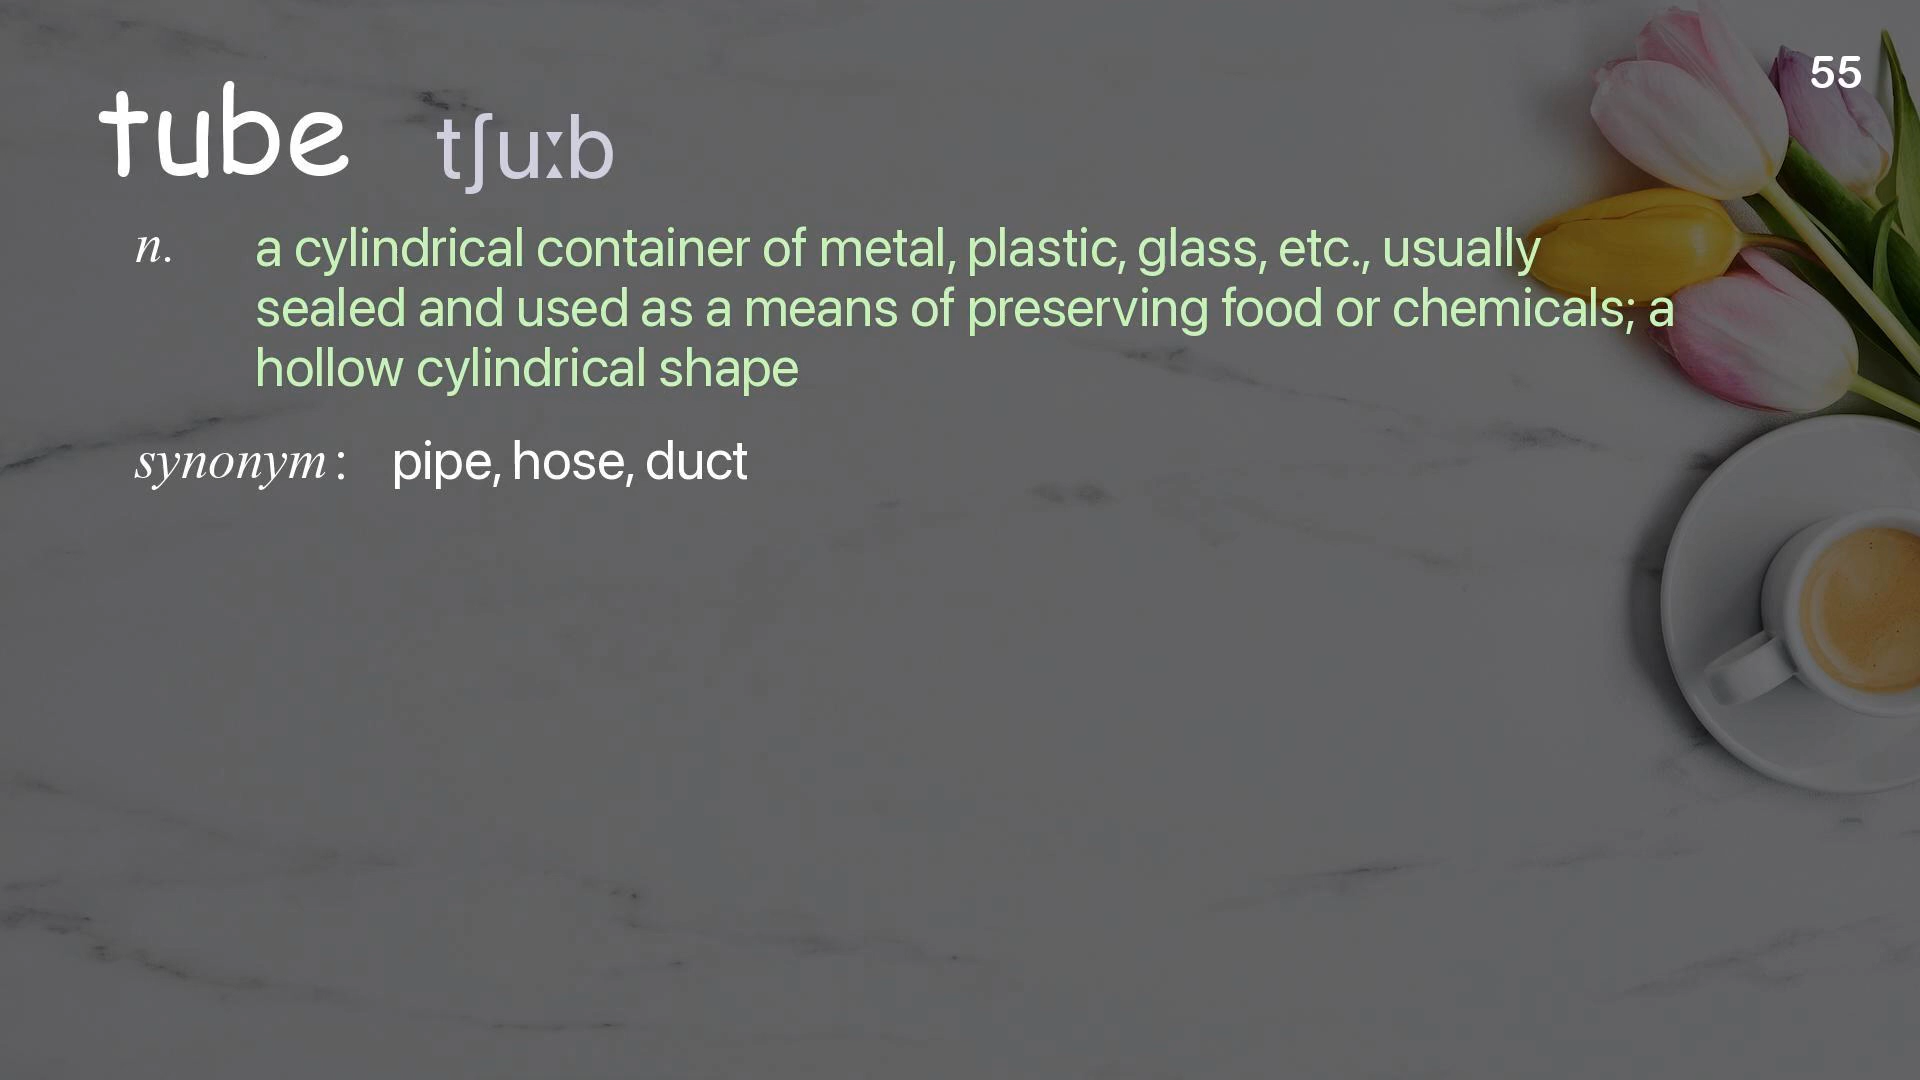 55
tube tʃuːb
n. a cylindrical container of metal, plastic, glass, etc., usually
sealed and used as a means of preserving food or chemicals; a
hollow cylindrical shape
synonym: pipe, hose, duct